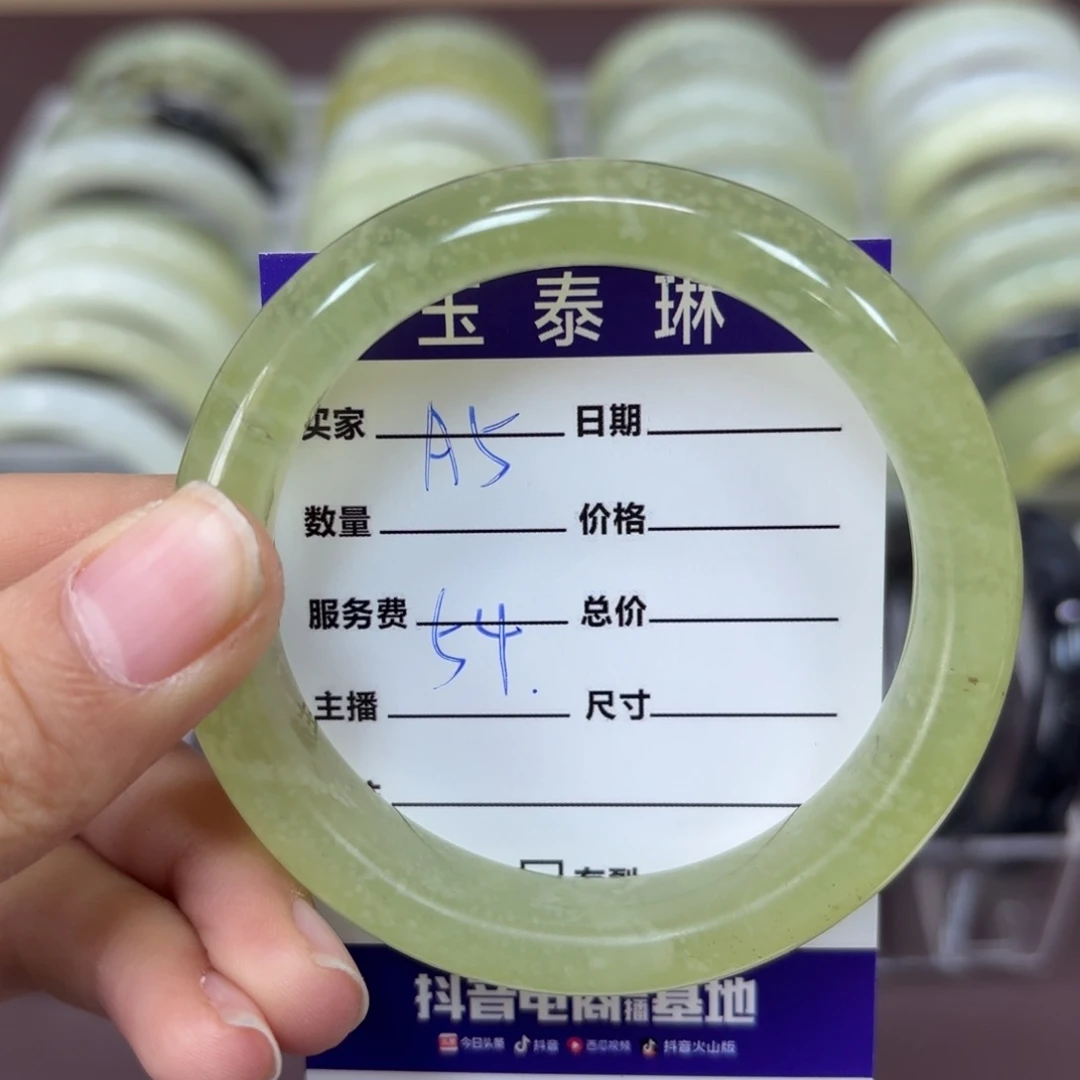 玉 泰 琳
买家 A5 日期
数量 价格
服务费 54. 总价
主播 尺寸
抖音电商直播基地
今日头条 抖音 西瓜视频 抖音火山版